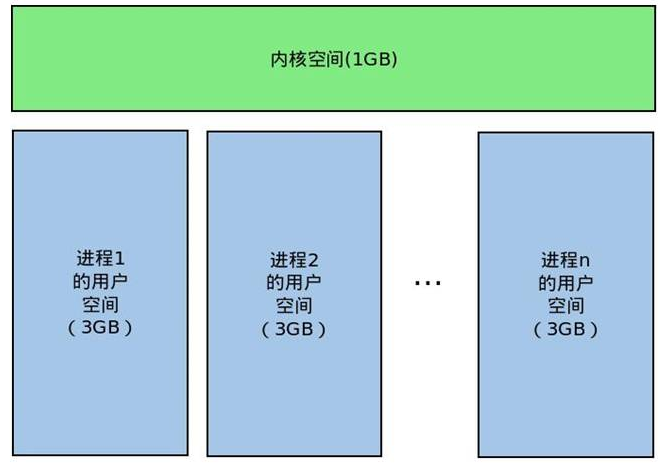 内核空间(1GB)
进程1
的用户
空间
（3GB）
进程2
的用户
空间
（3GB）
...
进程n
的用户
空间
（3GB）